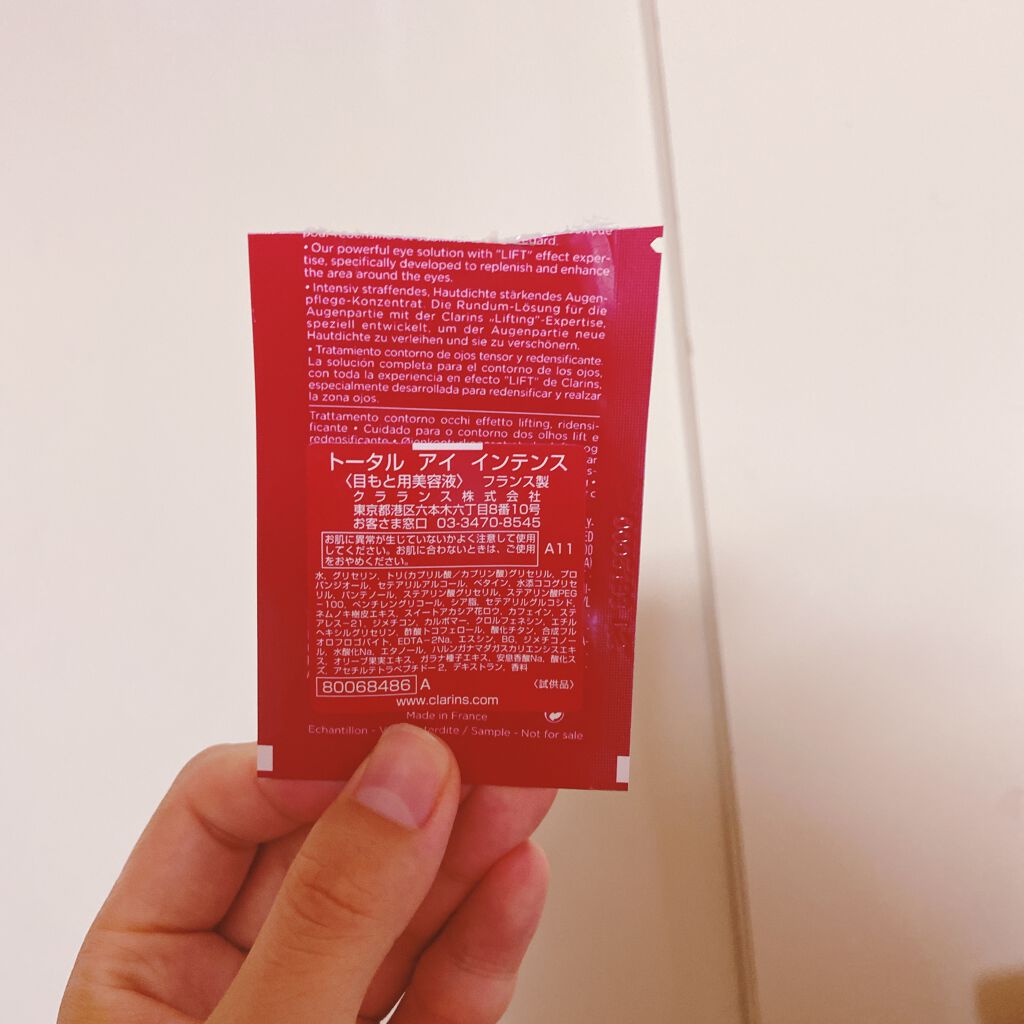 • Our powerful eye solution with "LIFT" effect exper-
tise, specifically developed to replenish and enhance
the area around the eyes.
• Intensiv straffendes, Hautdichte stärkendes Augen-
pflege-Konzentrat. Die Rundum-Lösung für die
Augenpartie mit der Clarins „Lifting"-Expertise,
speziell entwickelt, um der Augenpartie neue
Hautdichte zu verleihen und sie zu verschönern.
• Tratamiento contorno de ojos tensor y redensificante.
La solución completa para el contorno de los ojos,
con toda la experiencia en efecto "LIFT" de Clarins,
especialmente desarrollada para redensificar y realzar
la zona ojos.
Trattamento contorno occhi effetto lifting, ridensi-
ficante • Cuidado para o contorno dos olhos lift e
redensificante •
トータル アイ インテンス
〈目もと用美容液〉 フランス製
クラランス株式会社
東京都港区六本木六丁目8番10号
お客さま窓口 03-3470-8545
お肌に異常が生じていないかよく注意して使用
してください。お肌に合わないときは、ご使用
をおやめください。
A11
水, グリセリン, トリ(カプリル酸/カプリン酸)グリセリル, プロ
パンジオール, セテアリルアルコール, ベタイン, 水添ココグリセ
リル, パンテノール, ステアリン酸グリセリル, ステアリン酸PEG
-100, ペンチレングリコール, シア脂, セテアリルグルコシド,
ネムノキ樹皮エキス, スイートアカシア花ロウ, カフェイン, ステ
アレス-21, ジメチコン, カルボマー, クロルフェネシン, エチル
ヘキシルグリセリン, 酢酸トコフェロール, 酸化チタン, 合成フル
オロフロゴパイト, EDTA-2Na, エスシン, BG, ジメチコノー
ル, 水酸化Na, エタノール, ハルンガナマダガスカリエンシスエキ
ス, オリーブ果実エキス, ガラナ種子エキス, 安息香酸Na, 酸化ス
ズ, アセチルテトラペプチド-2, デキストラン, 香料
80068486 A 〈試供品〉
www.clarins.com
Made in France
Echantillon - / Sample - Not for sale